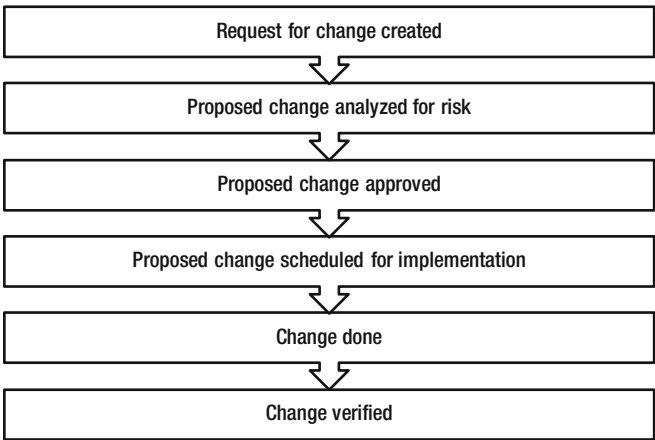 Request for change created
Proposed change analyzed for risk
Proposed change approved
Proposed change scheduled for implementation
Change done
Change verified